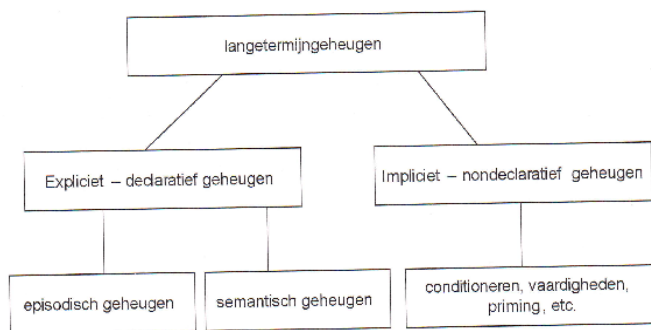 langetermijngeheugen
Expliciet – declaratief geheugen
Impliciet – nondeclaratief geheugen
episodisch geheugen
semantisch geheugen
conditioneren, vaardigheden,
priming, etc.